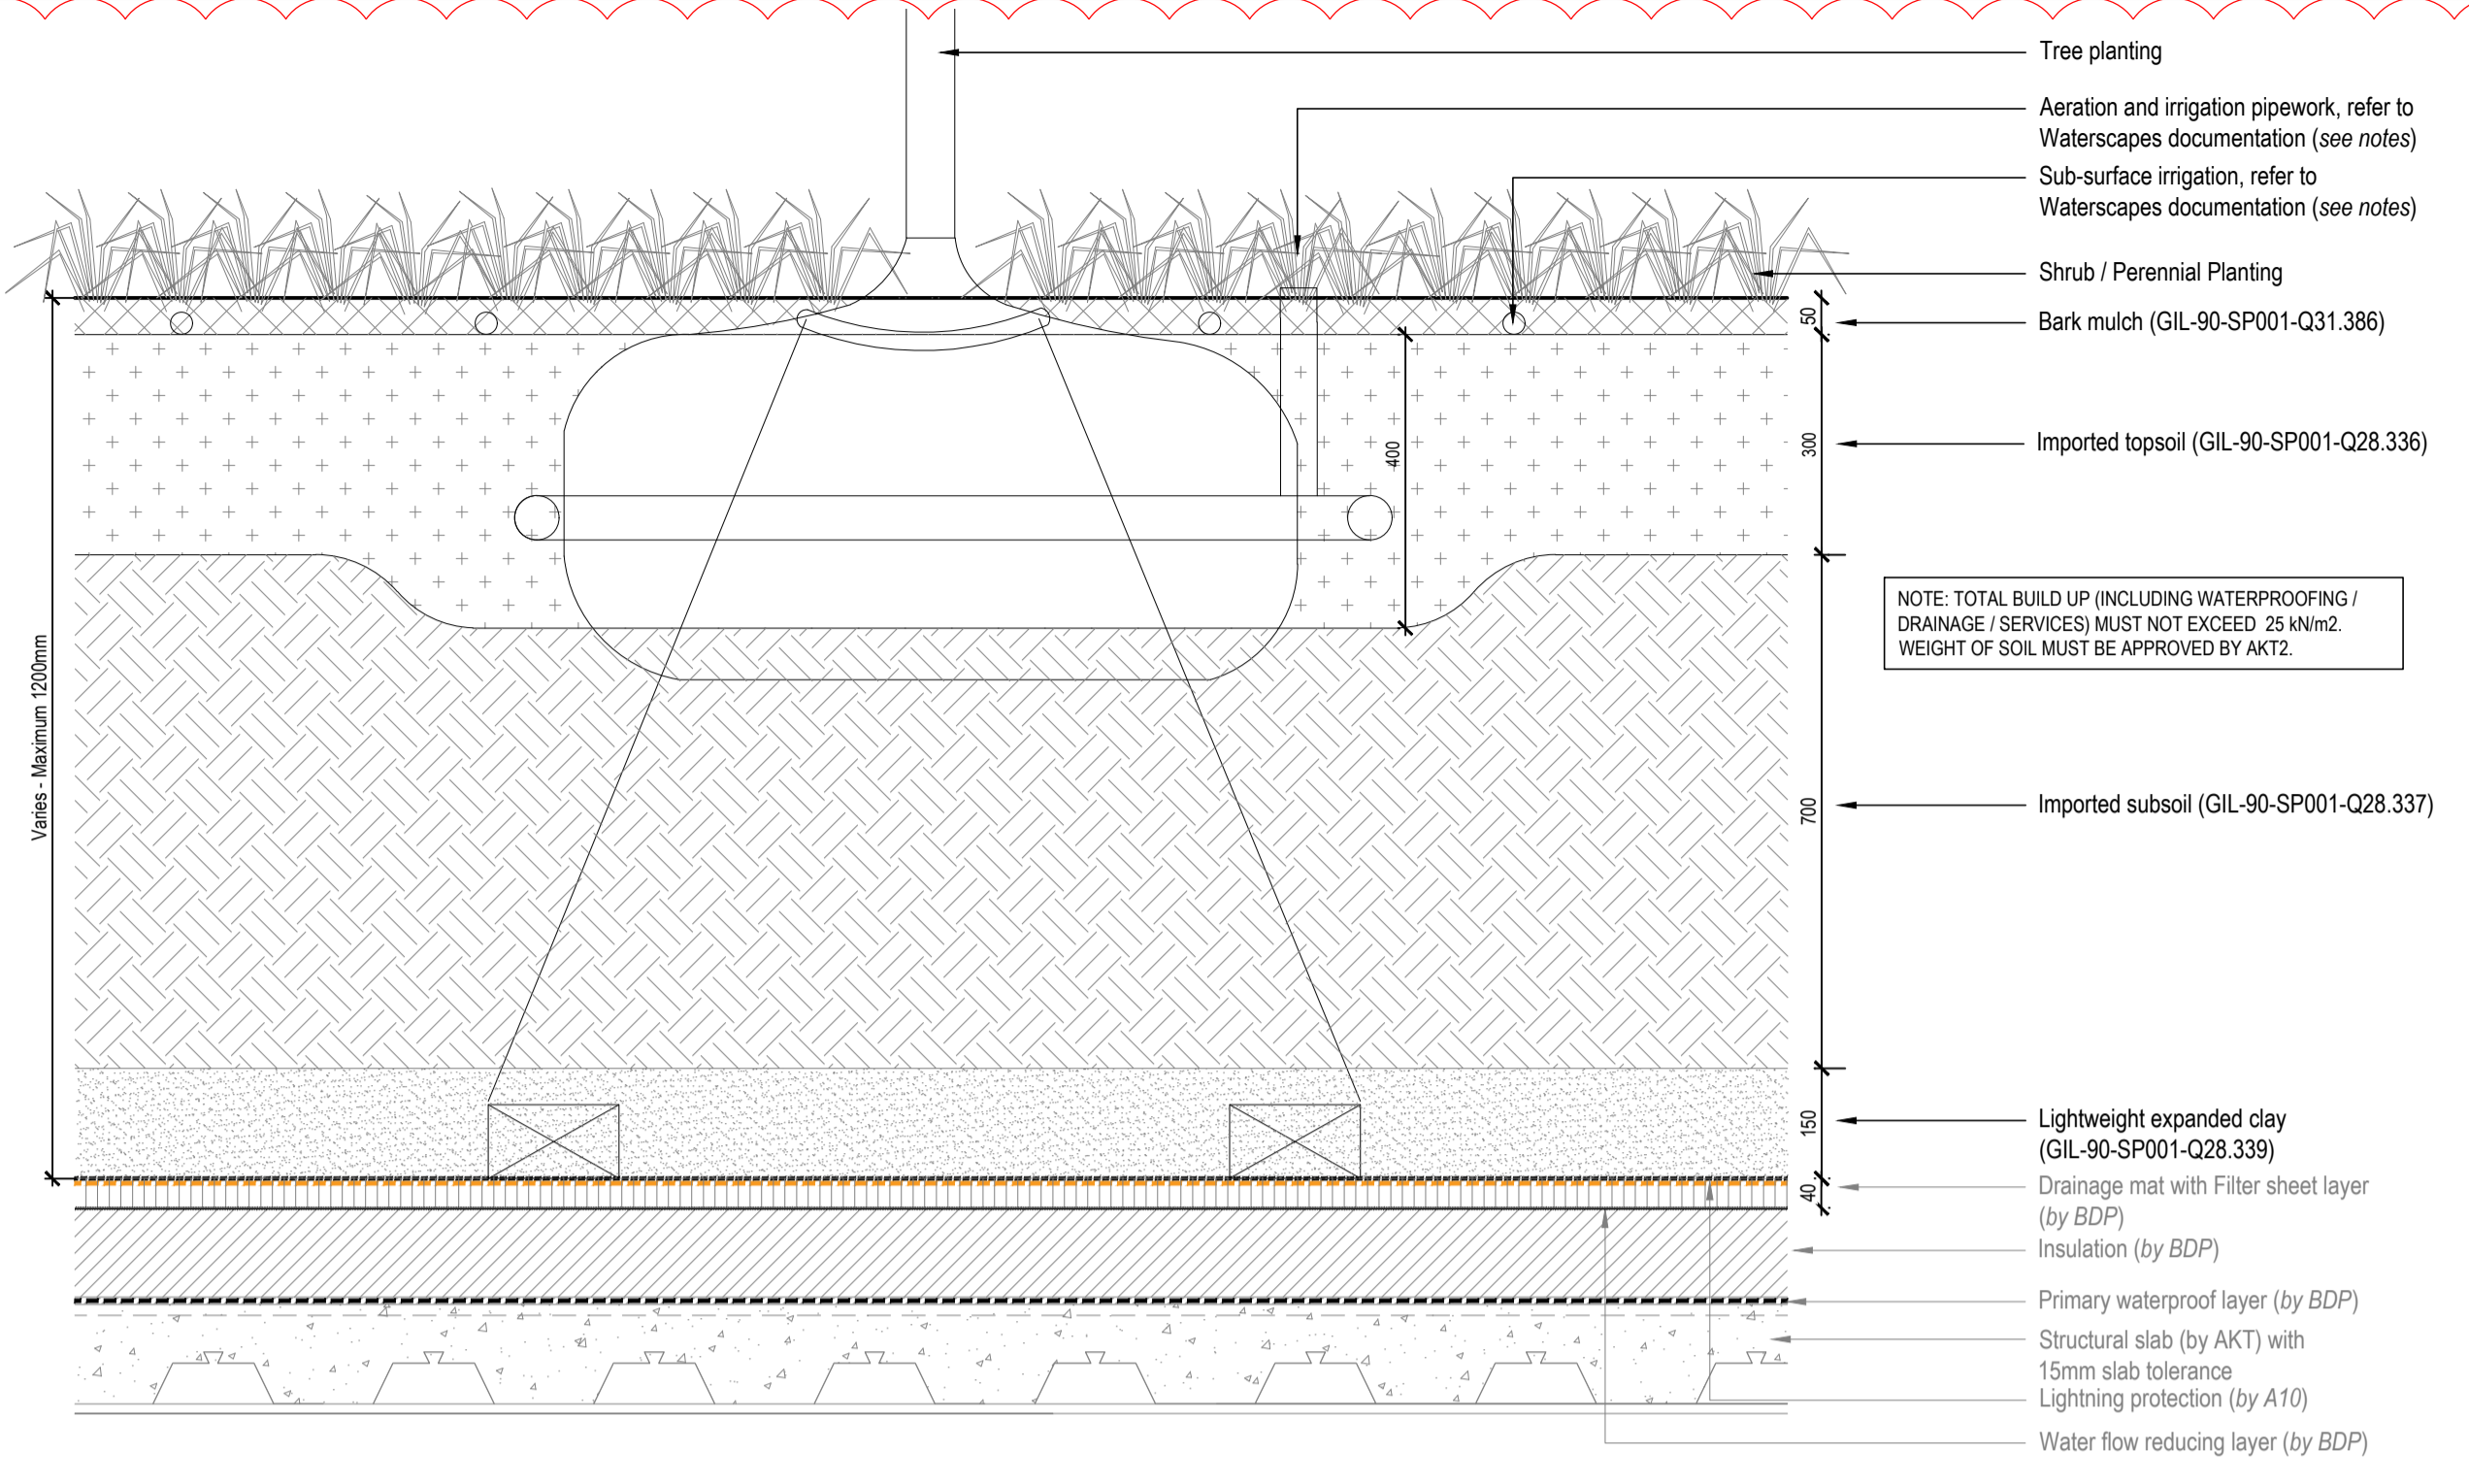 Tree planting
Aeration and irrigation pipework, refer to
Waterscapes documentation (see notes)
Sub-surface irrigation, refer to
Waterscapes documentation (see notes)
Shrub / Perennial Planting
50
Bark mulch (GIL-90-SP001-Q31.386)
300
Imported topsoil (GIL-90-SP001-Q28.336)
400
NOTE: TOTAL BUILD UP (INCLUDING WATERPROOFING /
DRAINAGE / SERVICES) MUST NOT EXCEED 25 kN/m2.
WEIGHT OF SOIL MUST BE APPROVED BY AKT2.
Varies - Maximum 1200mm
700
Imported subsoil (GIL-90-SP001-Q28.337)
150
Lightweight expanded clay
(GIL-90-SP001-Q28.339)
40
Drainage mat with Filter sheet layer
(by BDP)
Insulation (by BDP)
Primary waterproof layer (by BDP)
Structural slab (by AKT) with
15mm slab tolerance
Lightning protection (by A10)
Water flow reducing layer (by BDP)